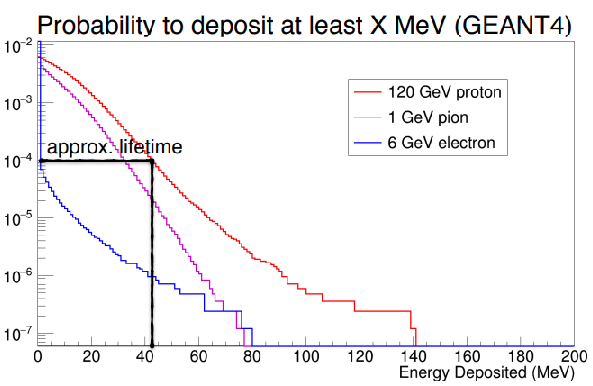 Probability to deposit at least X MeV (GEANT4)
10⁻²
10⁻³
10⁻⁴
10⁻⁵
10⁻⁶
10⁻⁷
120 GeV proton
1 GeV pion
6 GeV electron
approx. lifetime
0 20 40 60 80 100 120 140 160 180 200
Energy Deposited (MeV)